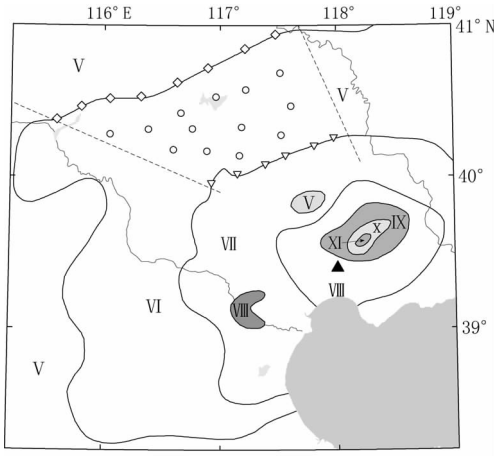 116° E 117° 118° 119°
41° N
V
V
40°
V
IX
X
XI
VII
VIII
VIII
VI
39°
V